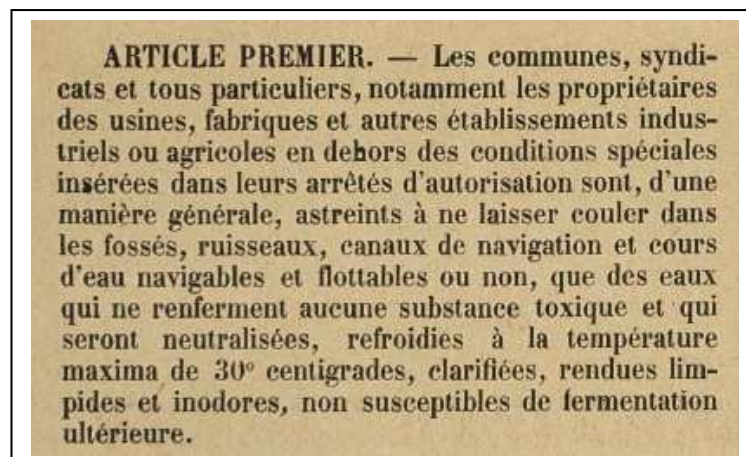 ARTICLE PREMIER. — Les communes, syndi-
cats et tous particuliers, notamment les propriétaires
des usines, fabriques et autres établissements indus-
triels ou agricoles en dehors des conditions spéciales
insérées dans leurs arrêtés d'autorisation sont, d'une
manière générale, astreints à ne laisser couler dans
les fossés, ruisseaux, canaux de navigation et cours
d'eau navigables et flottables ou non, que des eaux
qui ne renferment aucune substance toxique et qui
seront neutralisées, refroidies à la température
maxima de 30° centigrades, clarifiées, rendues lim-
pides et inodores, non susceptibles de fermentation
ultérieure.